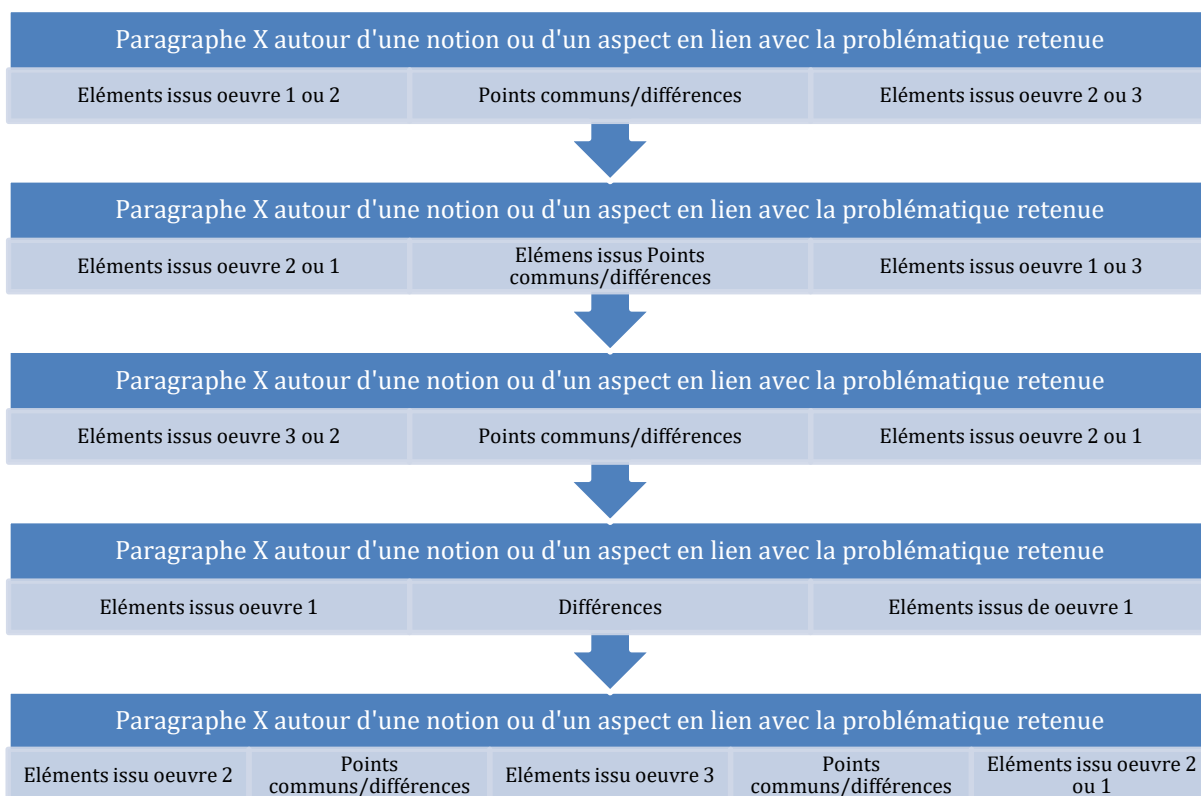 Paragraphe X autour d'une notion ou d'un aspect en lien avec la problématique retenue
Eléments issus oeuvre 1 ou 2
Points communs/différences
Eléments issus oeuvre 2 ou 3
Paragraphe X autour d'une notion ou d'un aspect en lien avec la problématique retenue
Eléments issus oeuvre 2 ou 1
Elémens issus Points
communs/différences
Eléments issus oeuvre 1 ou 3
Paragraphe X autour d'une notion ou d'un aspect en lien avec la problématique retenue
Eléments issus oeuvre 3 ou 2
Points communs/différences
Eléments issus oeuvre 2 ou 1
Paragraphe X autour d'une notion ou d'un aspect en lien avec la problématique retenue
Eléments issus oeuvre 1
Différences
Eléments issus de oeuvre 1
Paragraphe X autour d'une notion ou d'un aspect en lien avec la problématique retenue
Eléments issu oeuvre 2
Points
communs/différences
Eléments issu oeuvre 3
Points
communs/différences
Eléments issu oeuvre 2
ou 1